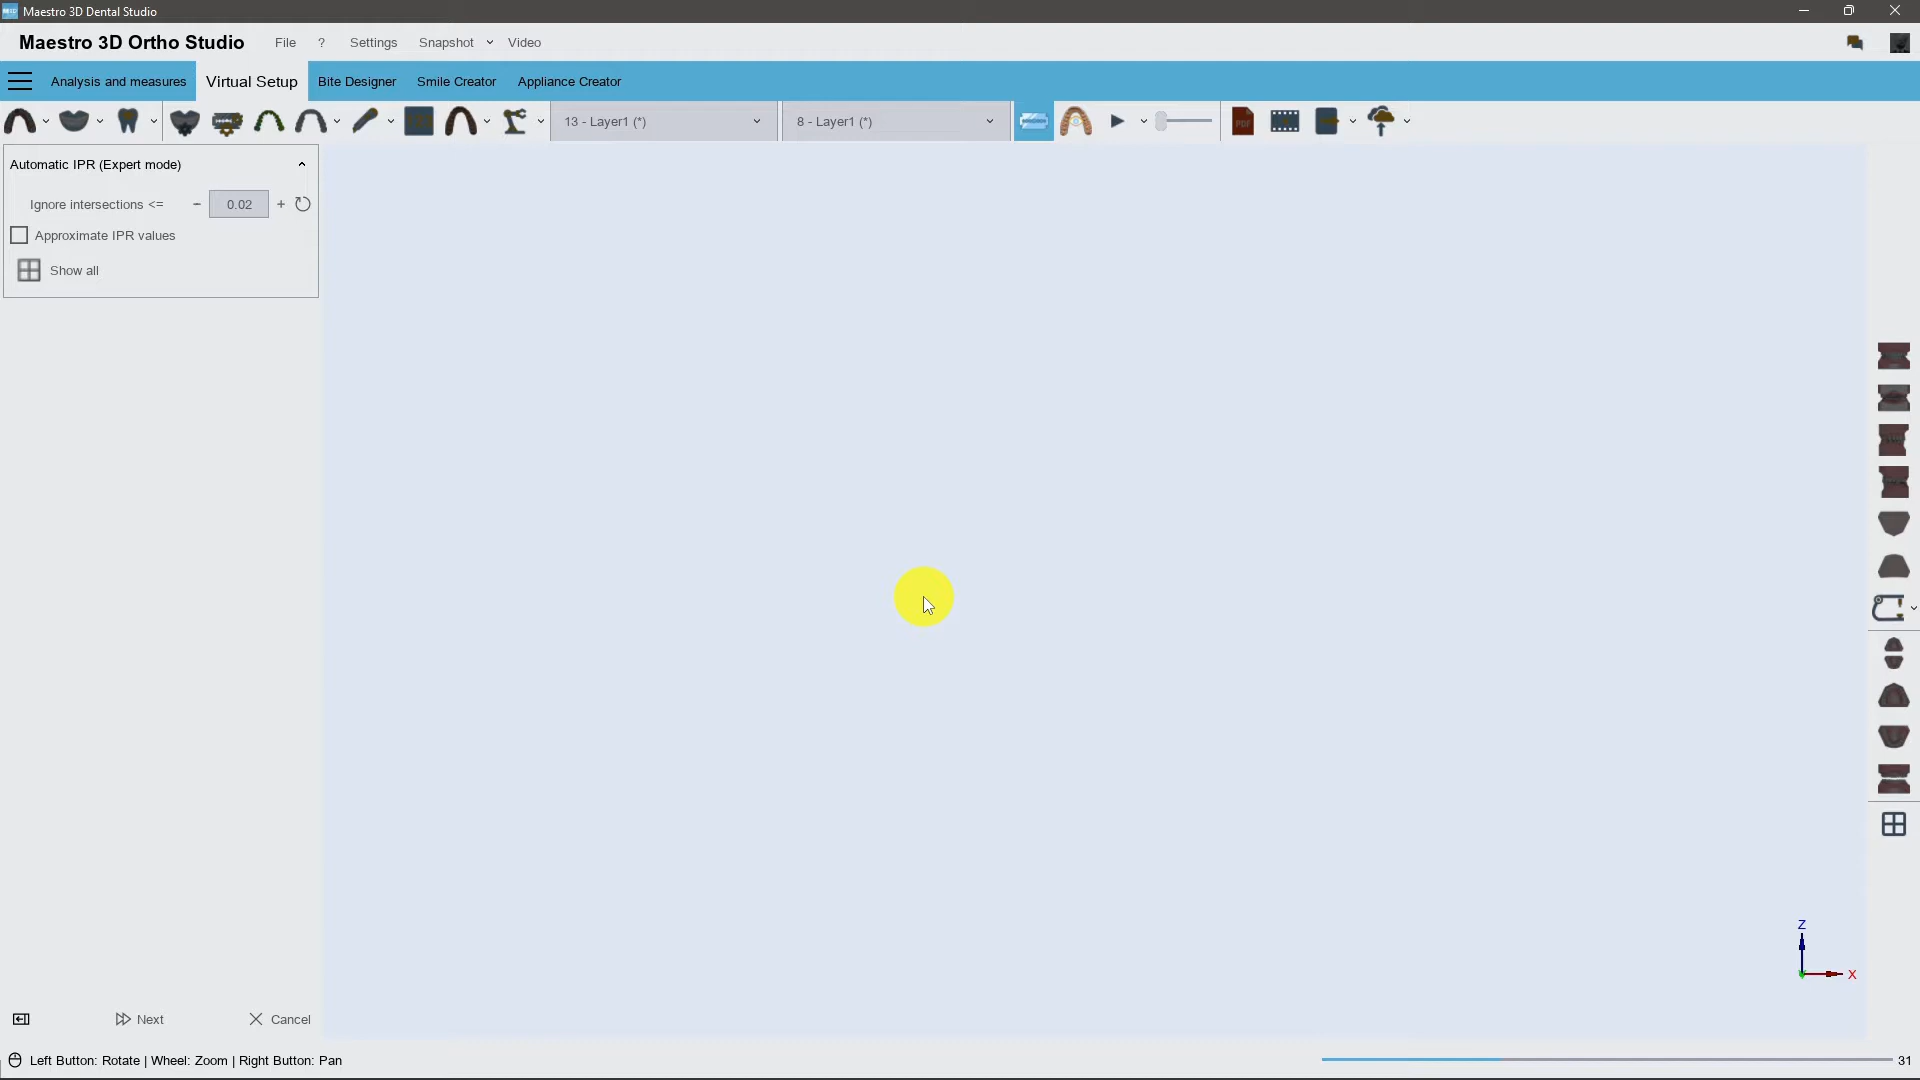 Maestro 3D Dental Studio
Maestro 3D Ortho Studio File ? Settings Snapshot Video
Analysis and measures Virtual Setup Bite Designer Smile Creator Appliance Creator
13 - Layer1 (*) 8 - Layer1 (*) PDF
Automatic IPR (Expert mode)
Ignore intersections <= - 0.02 +
Approximate IPR values
Show all
Z
X
Next Cancel
Left Button: Rotate | Wheel: Zoom | Right Button: Pan 31